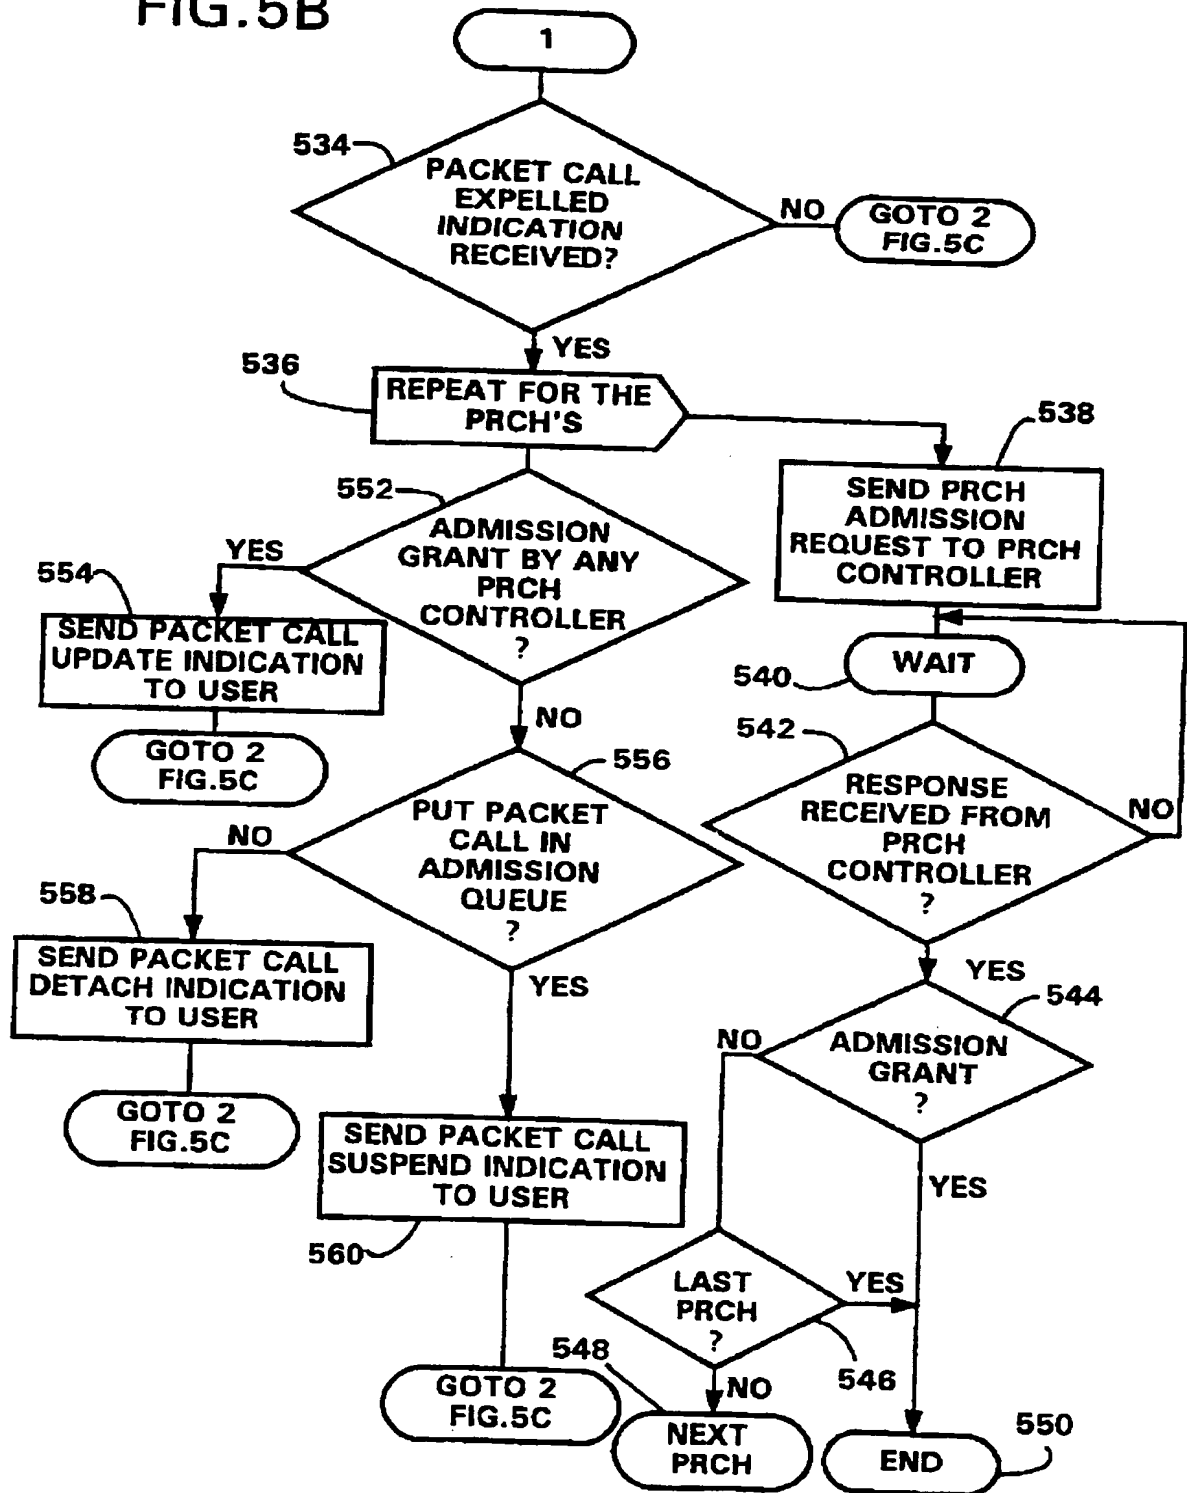 FIG.5B
1
534
PACKET CALL
EXPELLED
INDICATION
RECEIVED?
NO
GOTO 2
FIG.5C
YES
536
REPEAT FOR THE
PRCH'S
538
SEND PRCH
ADMISSION
REQUEST TO PRCH
CONTROLLER
552
ADMISSION
GRANT BY ANY
PRCH
CONTROLLER
?
YES
554
SEND PACKET CALL
UPDATE INDICATION
TO USER
GOTO 2
FIG.5C
NO
540
WAIT
542
RESPONSE
RECEIVED FROM
PRCH
CONTROLLER
?
NO
556
PUT PACKET
CALL IN
ADMISSION
QUEUE
?
NO
558
SEND PACKET CALL
DETACH INDICATION
TO USER
GOTO 2
FIG.5C
YES
YES
544
ADMISSION
GRANT
?
NO
YES
SEND PACKET CALL
SUSPEND INDICATION
TO USER
560
GOTO 2
FIG.5C
LAST
PRCH
?
YES
546
548
NO
NEXT
PRCH
END
550